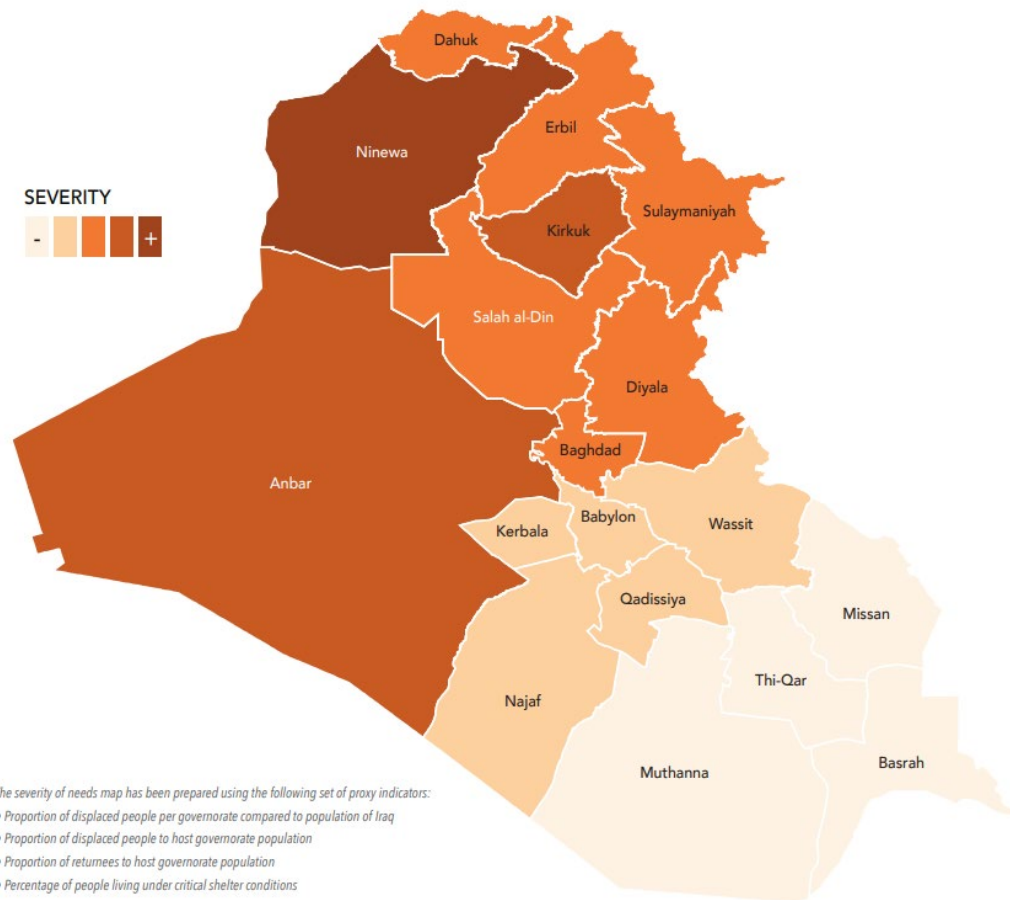 Dahuk
Erbil
Ninewa
SEVERITY
- +
Sulaymaniyah
Kirkuk
Salah al-Din
Diyala
Baghdad
Anbar
Babylon
Wassit
Kerbala
Qadissiya
Missan
Thi-Qar
Najaf
Basrah
Muthanna
he severity of needs map has been prepared using the following set of proxy indicators:
Proportion of displaced people per governorate compared to population of Iraq
Proportion of displaced people to host governorate population
Proportion of returnees to host governorate population
Percentage of people living under critical shelter conditions